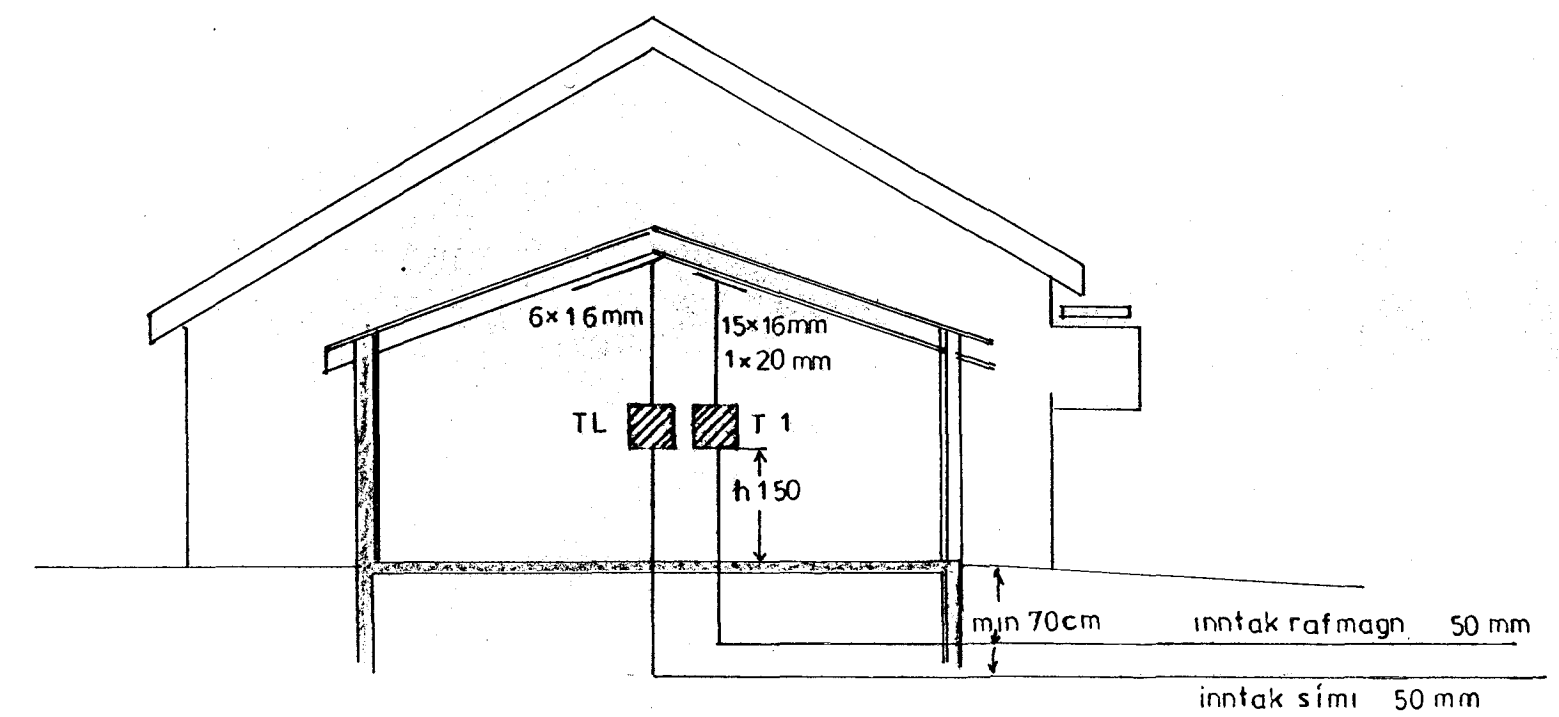 6×16mm
15×16mm
1×20 mm
TL
T 1
h 150
min 70cm
inntak rafmagn 50 mm
inntak sími 50 mm